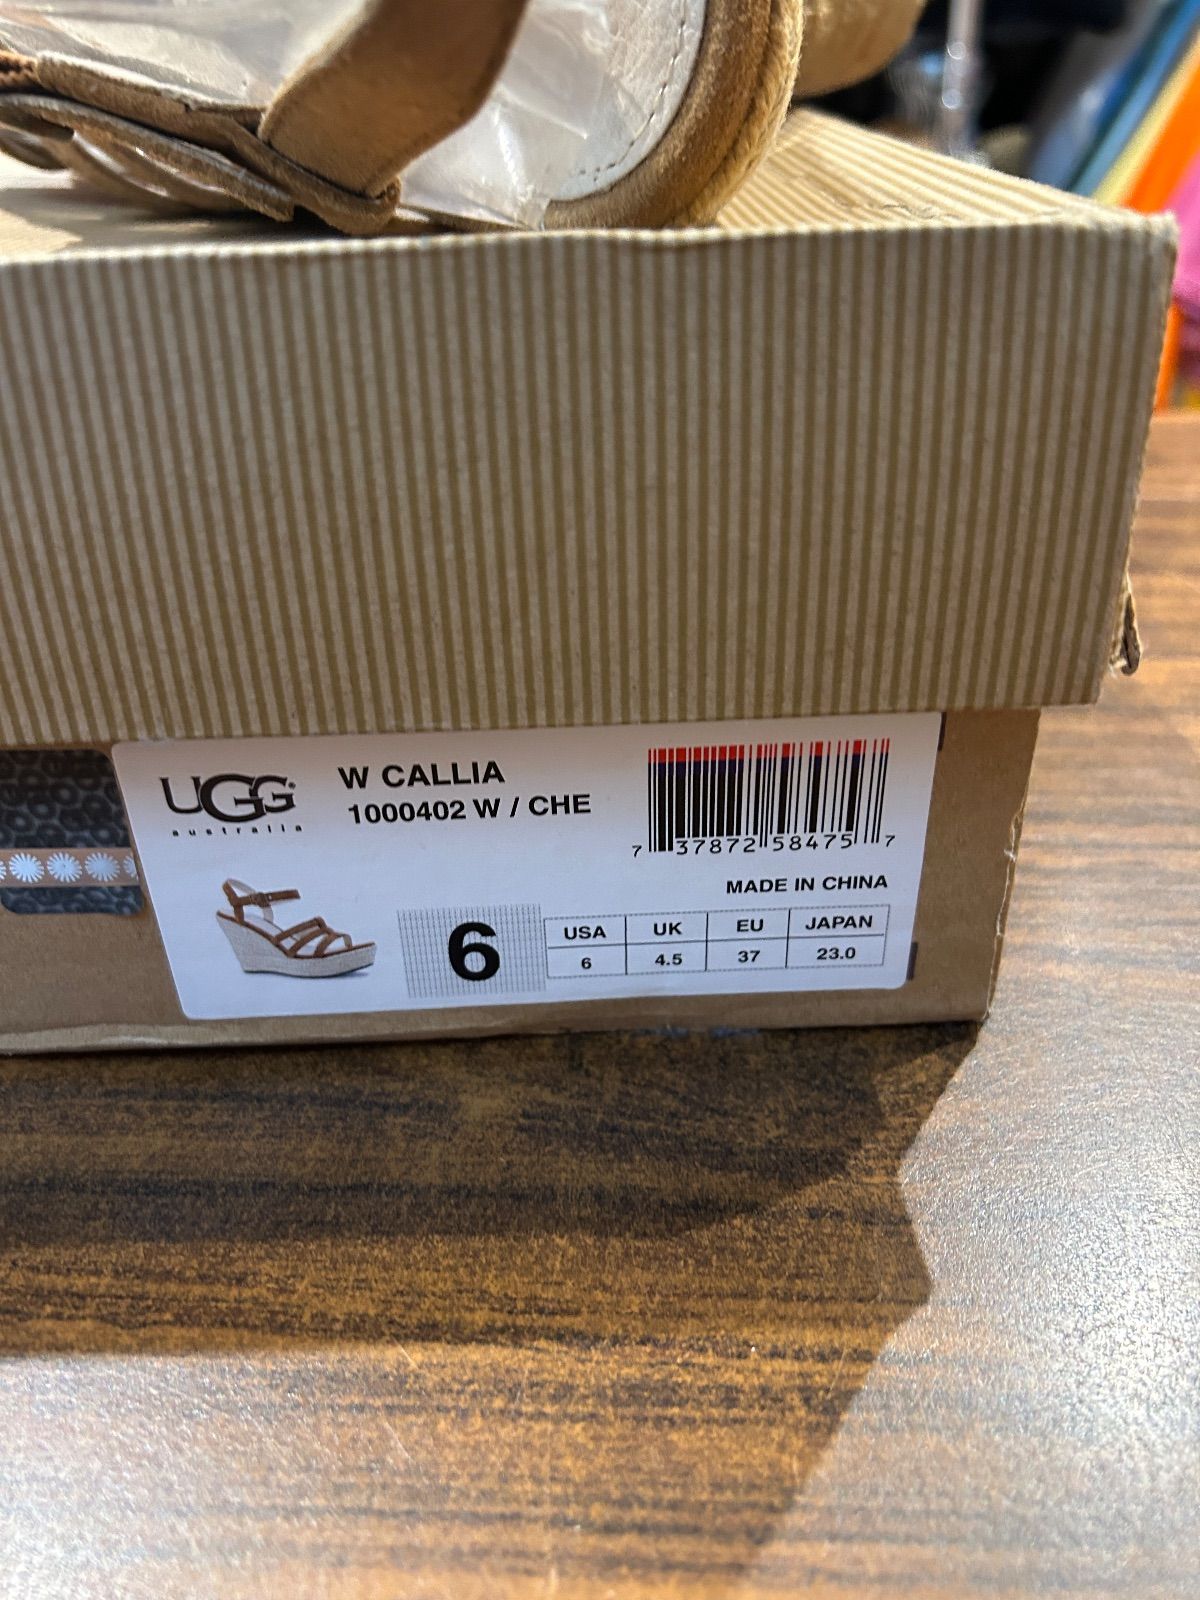 UGG®
australia
W CALLIA
1000402 W / CHE
7 37872 58475 7
MADE IN CHINA
6
USA UK EU JAPAN
6 4.5 37 23.0